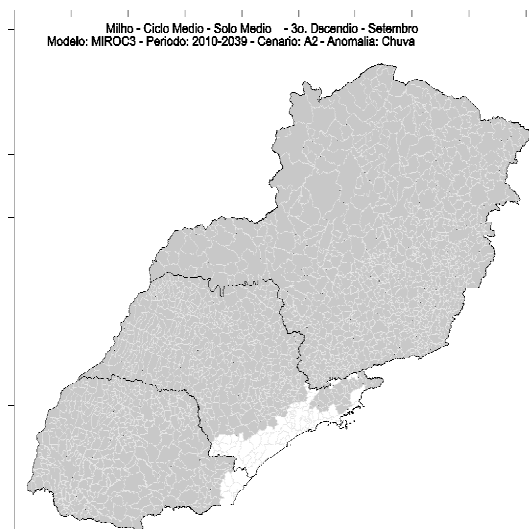 Milho - Ciclo Medio - Solo Medio - 3o. Decendio - Setembro
Modelo: MIROC3 - Periodo: 2010-2039 - Cenario: A2 - Anomalia: Chuva